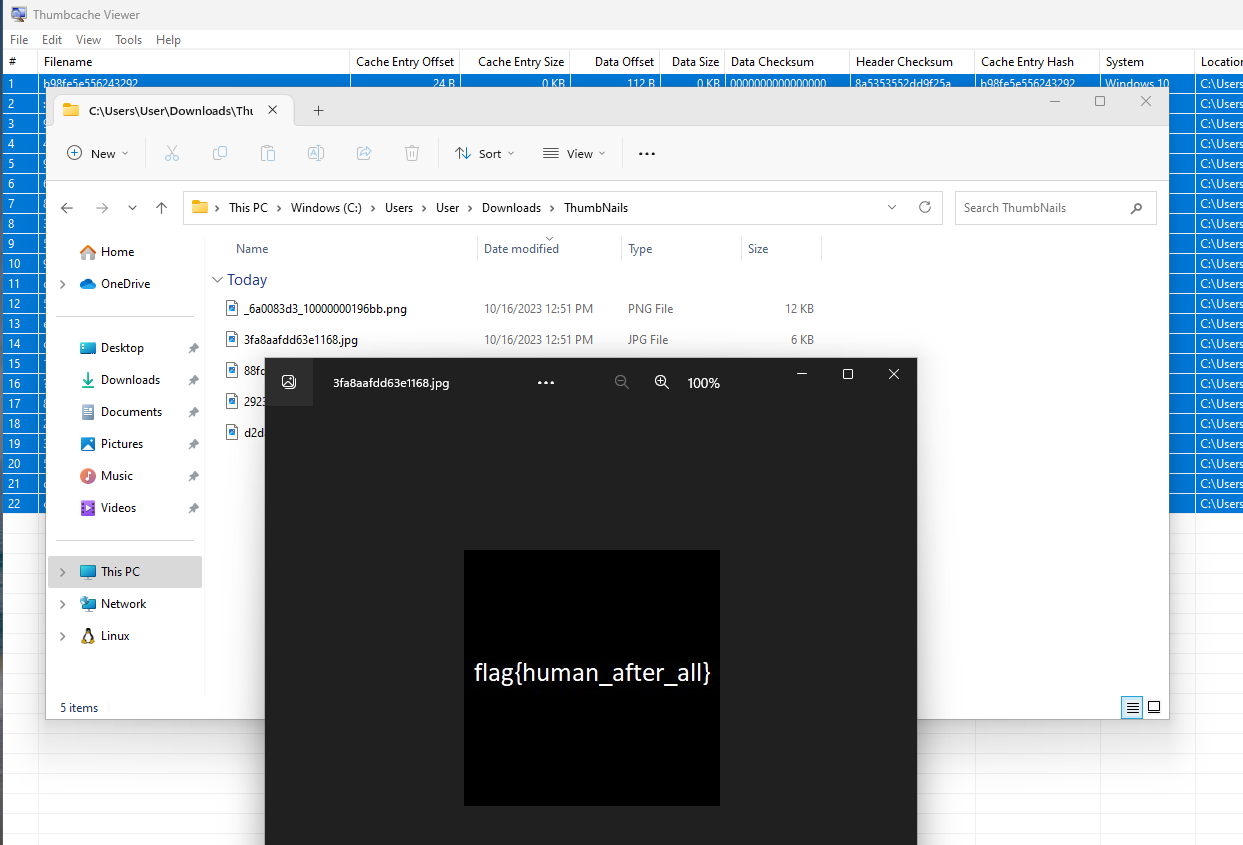 Thumbcache Viewer
File Edit View Tools Help
# Filename Cache Entry Offset Cache Entry Size Data Offset Data Size Data Checksum Header Checksum Cache Entry Hash System Location
1 b98fe5e556243292 24 B 0 KB 112 B 0 KB 0000000000000000 8a5353552dd9f25a b98fe5e556243292 Windows 10 C:\Users
2 C:\Users
3 C:\Users
4 C:\Users
5 C:\Users
6 C:\Users
7 C:\Users
8 C:\Users
9 C:\Users
10 C:\Users
11 C:\Users
12 C:\Users
13 C:\Users
14 C:\Users
15 C:\Users
16 C:\Users
17 C:\Users
18 C:\Users
19 C:\Users
20 C:\Users
21 C:\Users
22 C:\Users
C:\Users\User\Downloads\Thu
New Sort View
This PC > Windows (C:) > Users > User > Downloads > ThumbNails
Search ThumbNails
Home
OneDrive
Desktop
Downloads
Documents
Pictures
Music
Videos
This PC
Network
Linux
Name Date modified Type Size
Today
_6a0083d3_10000000196bb.png 10/16/2023 12:51 PM PNG File 12 KB
3fa8aafdd63e1168.jpg 10/16/2023 12:51 PM JPG File 6 KB
2923
d2d
5 items
3fa8aafdd63e1168.jpg 100%
flag{human_after_all}